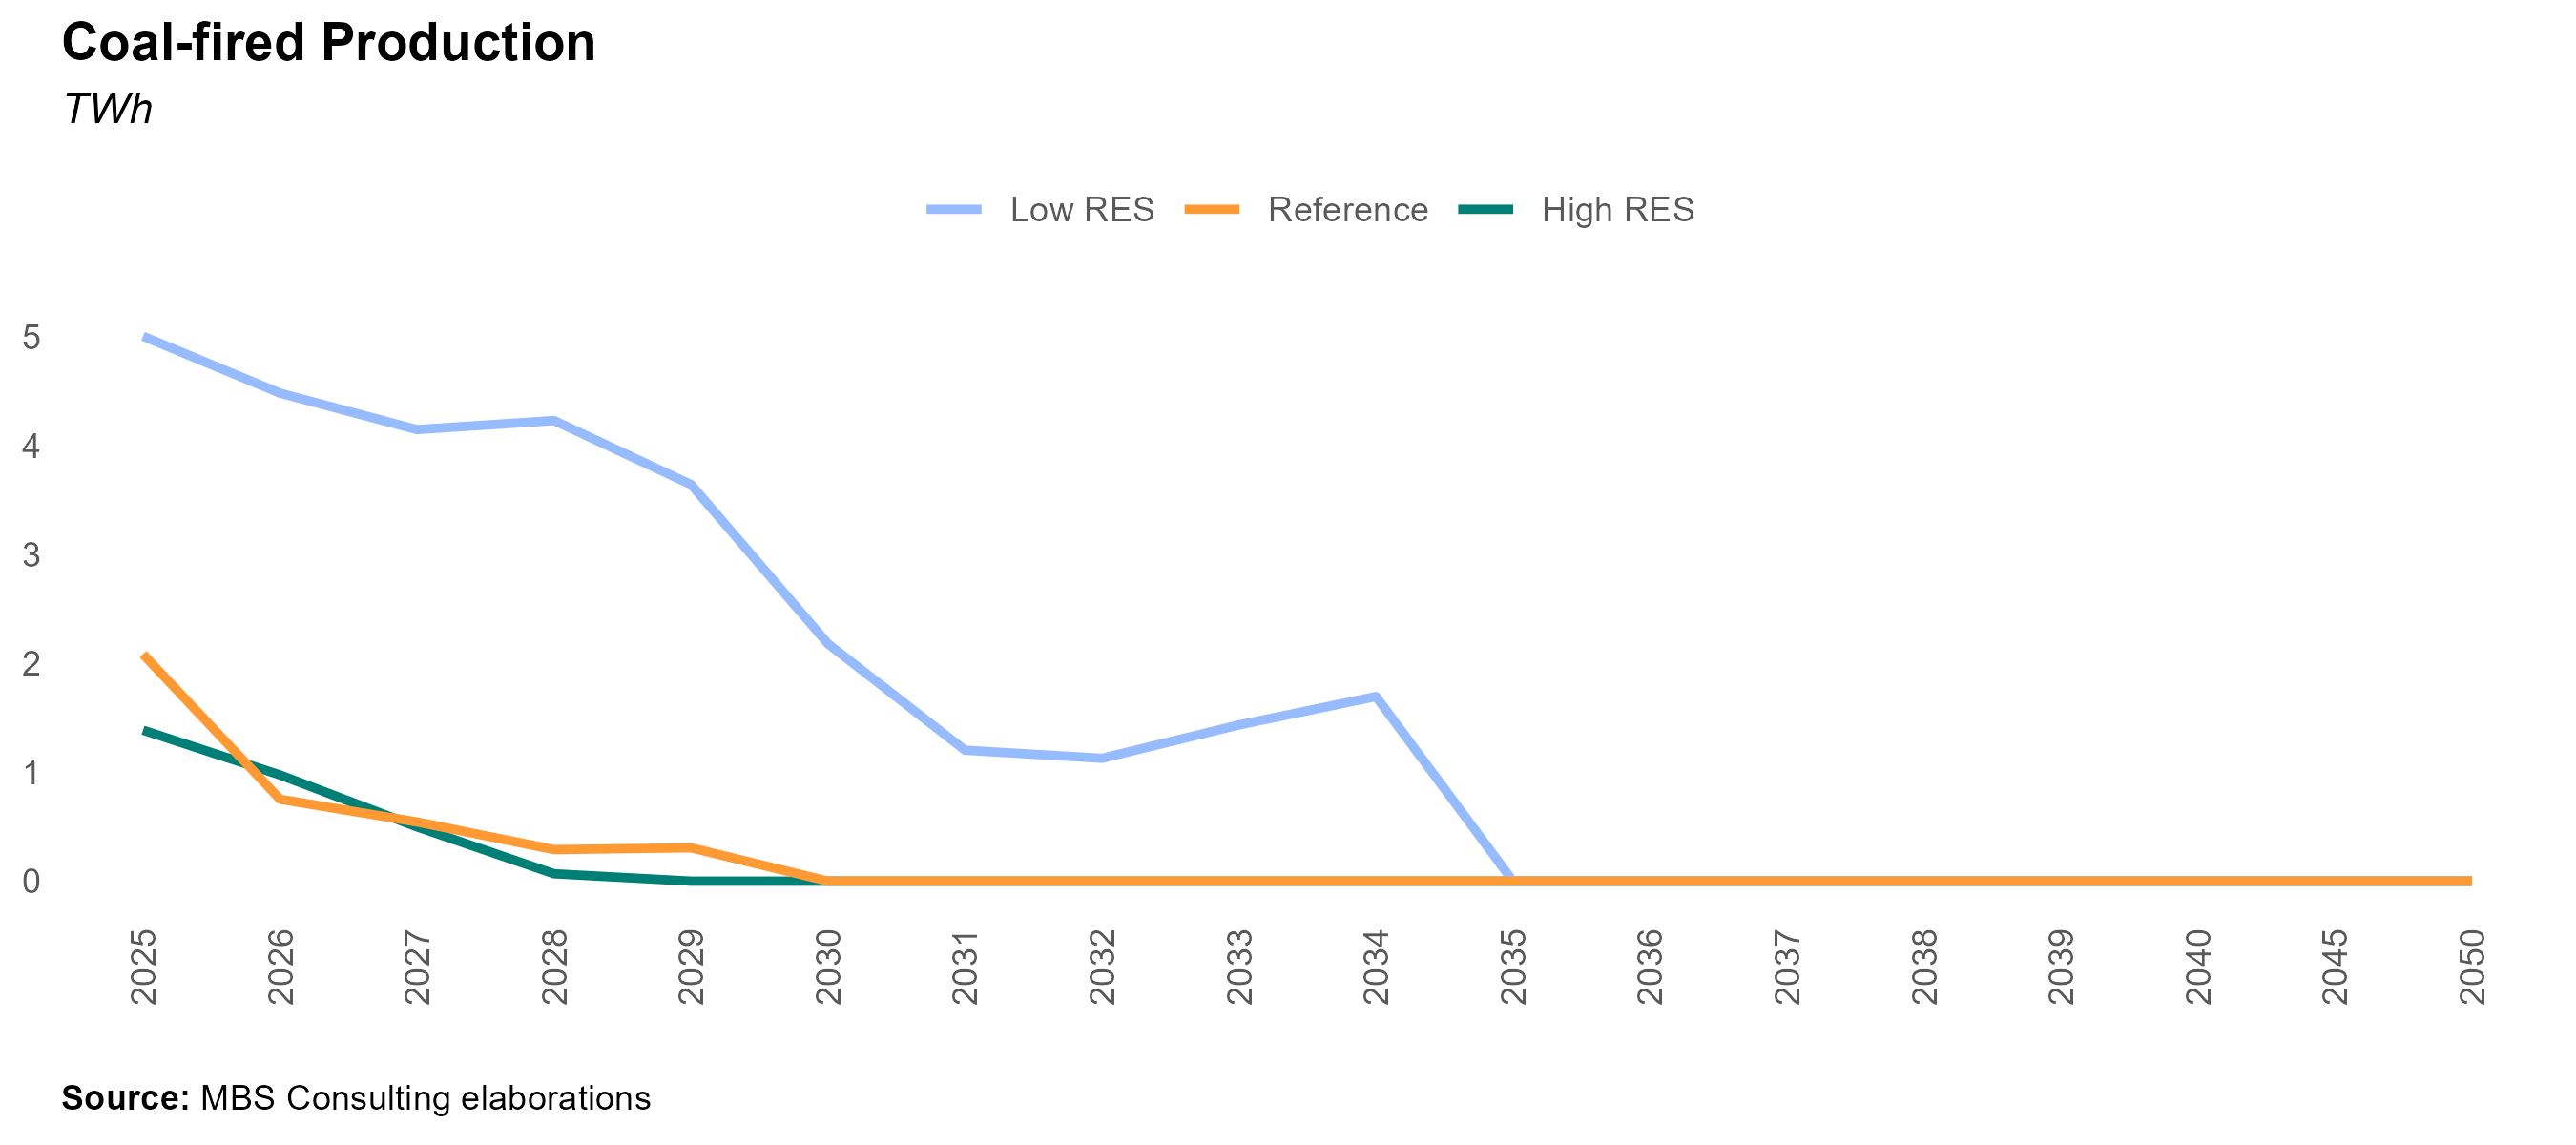 Coal-fired Production
TWh
Low RES Reference High RES
5
4
3
2
1
0
2025 2026 2027 2028 2029 2030 2031 2032 2033 2034 2035 2036 2037 2038 2039 2040 2045 2050
Source: MBS Consulting elaborations